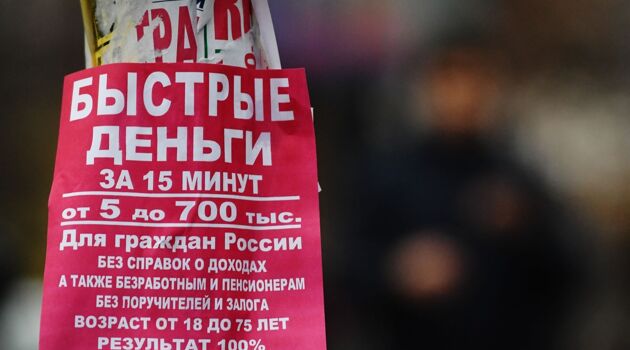 БЫСТРЫЕ
ДЕНЬГИ
ЗА 15 МИНУТ
от 5 до 700 тыс.
Для граждан России
БЕЗ СПРАВОК О ДОХОДАХ
А ТАКЖЕ БЕЗРАБОТНЫМ И ПЕНСИОНЕРАМ
БЕЗ ПОРУЧИТЕЛЕЙ И ЗАЛОГА
ВОЗРАСТ ОТ 18 ДО 75 ЛЕТ
РЕЗУЛЬТАТ 100%